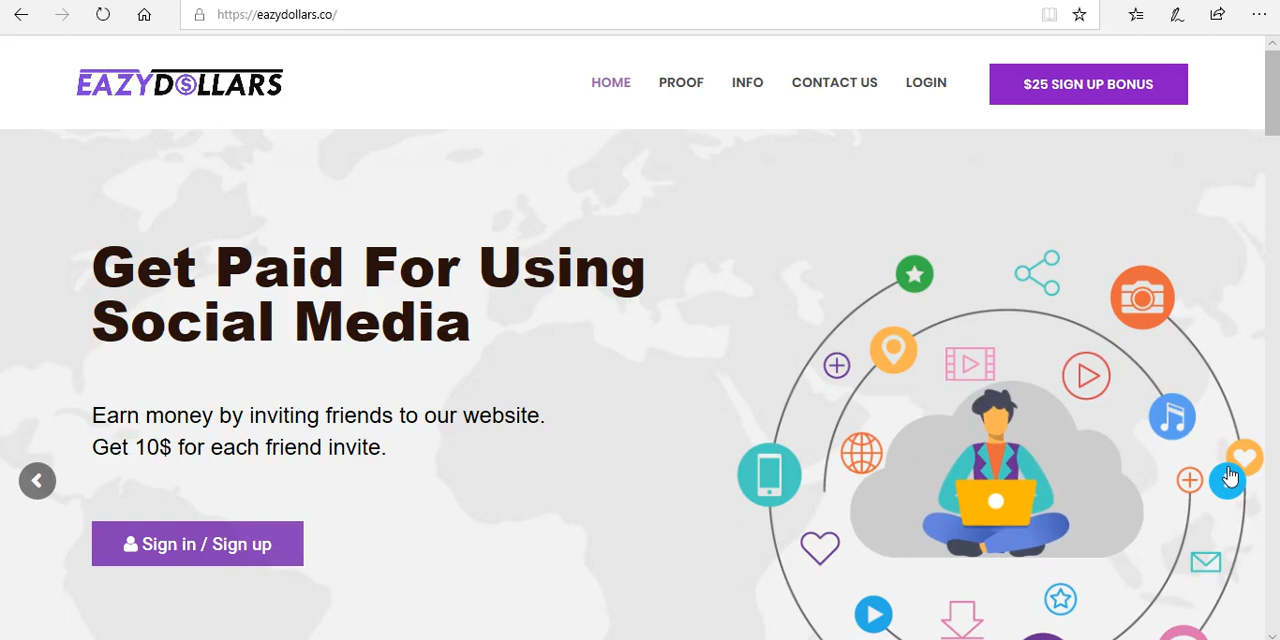 https://eazydollars.co/
EAZYDOLLARS
HOME
PROOF
INFO
CONTACT US
LOGIN
$25 SIGN UP BONUS
Get Paid For Using
Social Media
Earn money by inviting friends to our website.
Get 10$ for each friend invite.
Sign in / Sign up